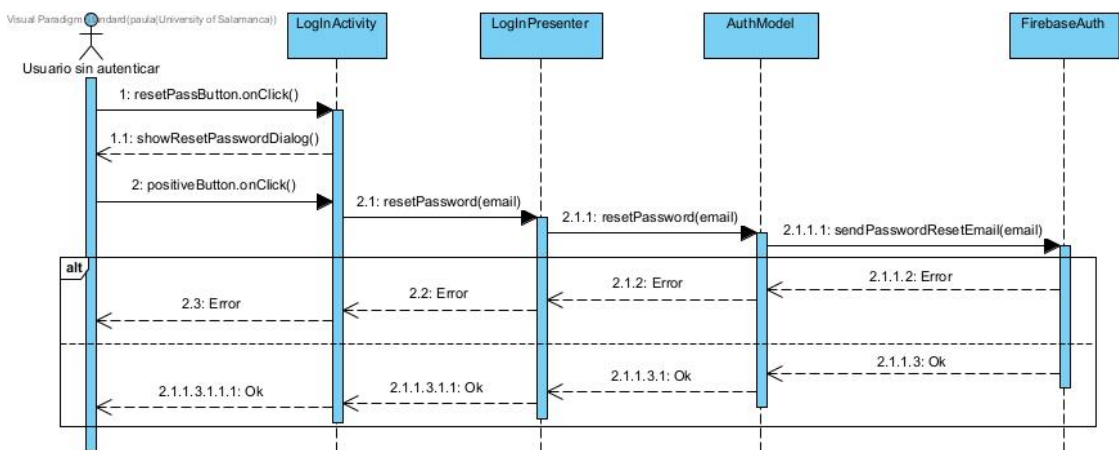 Visual Paradigm Standard(paula(University of Salamanca))
LogInActivity
LogInPresenter
AuthModel
FirebaseAuth
Usuario sin autenticar
1: resetPassButton.onClick()
1.1: showResetPasswordDialog()
2: positiveButton.onClick()
2.1: resetPassword(email)
2.1.1: resetPassword(email)
2.1.1.1: sendPasswordResetEmail(email)
alt
2.1.1.2: Error
2.1.2: Error
2.2: Error
2.3: Error
2.1.1.3: Ok
2.1.1.3.1: Ok
2.1.1.3.1.1: Ok
2.1.1.3.1.1.1: Ok